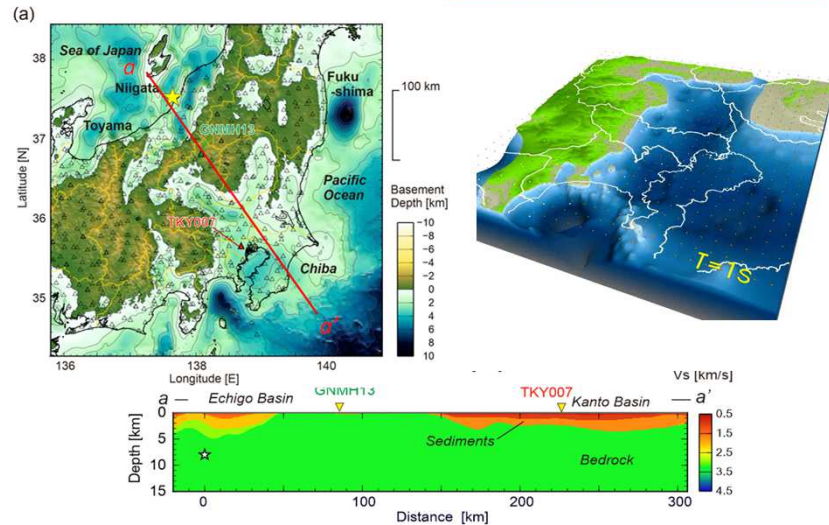 (a)
38
37
36
35
Latitude [N]
Sea of Japan
a
Niigata
Toyama
GNMH13
Fuku
-shima
Pacific
Ocean
TKY007
Chiba
a'
136
138
140
Longitude [E]
100 km
Basement
Depth [km]
-10
-8
-6
-4
-2
0
2
4
6
8
10
T= TS
a
Echigo Basin
GNMH13
TKY007
Kanto Basin
a'
Vs [km/s]
0
5
10
15
Depth [km]
Sediments
Bedrock
0.5
1.5
2.5
3.5
4.5
0
100
200
300
Distance [km]